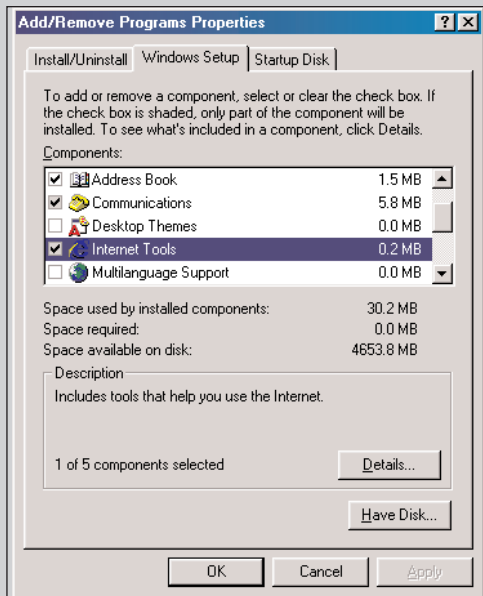 Add/Remove Programs Properties
Install/Uninstall Windows Setup Startup Disk
To add or remove a component, select or clear the check box. If
the check box is shaded, only part of the component will be
installed. To see what's included in a component, click Details.
Components:
Address Book 1.5 MB
Communications 5.8 MB
Desktop Themes 0.0 MB
Internet Tools 0.2 MB
Multilanguage Support 0.0 MB
Space used by installed components: 30.2 MB
Space required: 0.0 MB
Space available on disk: 4653.8 MB
Description
Includes tools that help you use the Internet.
1 of 5 components selected
Details...
Have Disk...
OK Cancel Apply